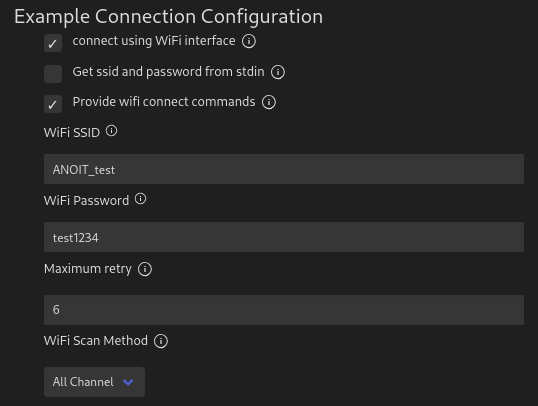 Example Connection Configuration
connect using WiFi interface
Get ssid and password from stdin
Provide wifi connect commands
WiFi SSID
ANOIT_test
WiFi Password
test1234
Maximum retry
6
WiFi Scan Method
All Channel